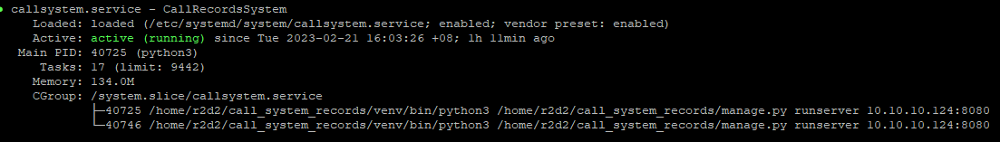 ● callsystem.service - CallRecordsSystem
Loaded: loaded (/etc/systemd/system/callsystem.service; enabled; vendor preset: enabled)
Active: active (running) since Tue 2023-02-21 16:03:26 +08; 1h 11min ago
Main PID: 40725 (python3)
Tasks: 17 (limit: 9442)
Memory: 134.0M
CGroup: /system.slice/callsystem.service
├─40725 /home/r2d2/call_system_records/venv/bin/python3 /home/r2d2/call_system_records/manage.py runserver 10.10.10.124:8080
└─40746 /home/r2d2/call_system_records/venv/bin/python3 /home/r2d2/call_system_records/manage.py runserver 10.10.10.124:8080